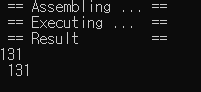 == Assembling ... ==
== Executing ... ==
== Result ==
131
131